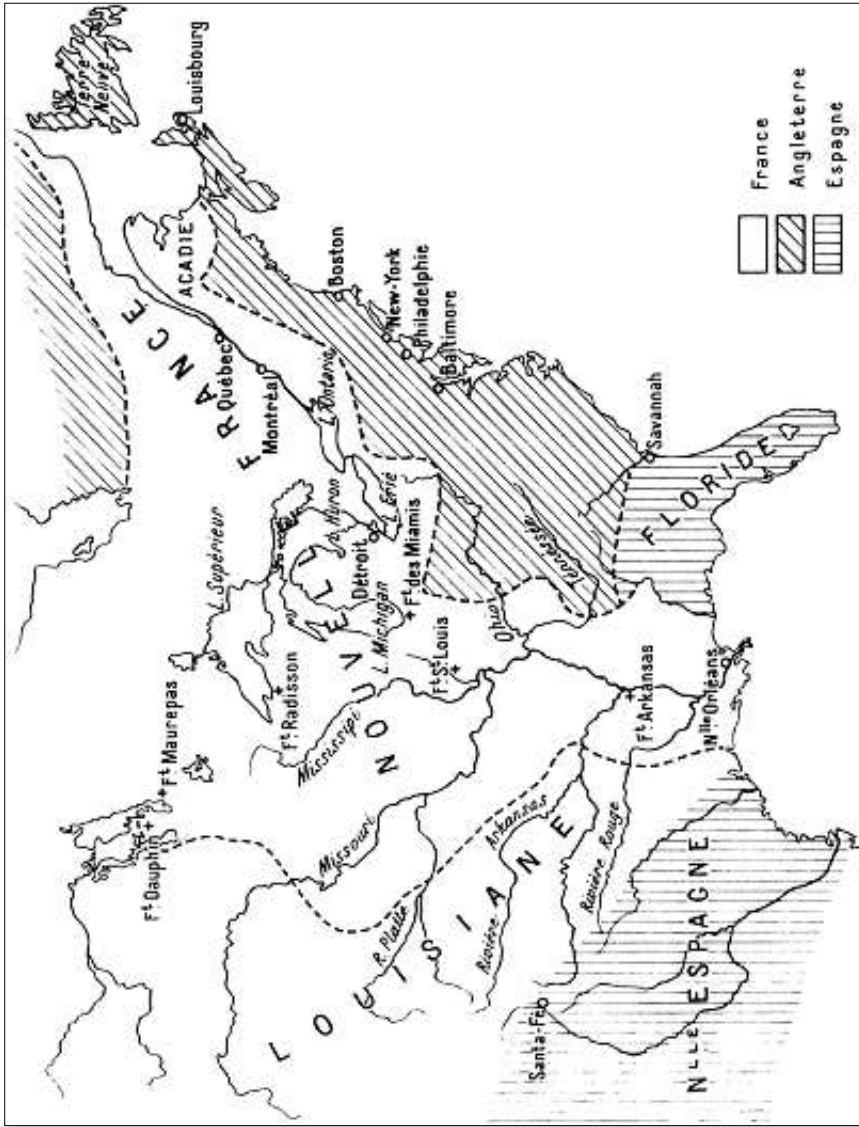 Terre
Neuve
Louisbourg
ACADIE
NOUVELLE FRANCE
Québec
Montréal
Boston
New-York
Philadelphie
Baltimore
L. Ontario
L. Erié
L. Huron
L. Supérieur
L. Michigan
Détroit
Ft des Miamis
Ft St Louis
Ft Radisson
Ft Maurepas
Ft Dauphin
Mississipi
Missouri
Ohio
Savannah
FLORIDE
LOUISIANE
R. Platte
Rivière Arkansas
Rivière Rouge
Ft Arkansas
Nlle Orléans
Santa-Fé
NLLE ESPAGNE
France
Angleterre
Espagne